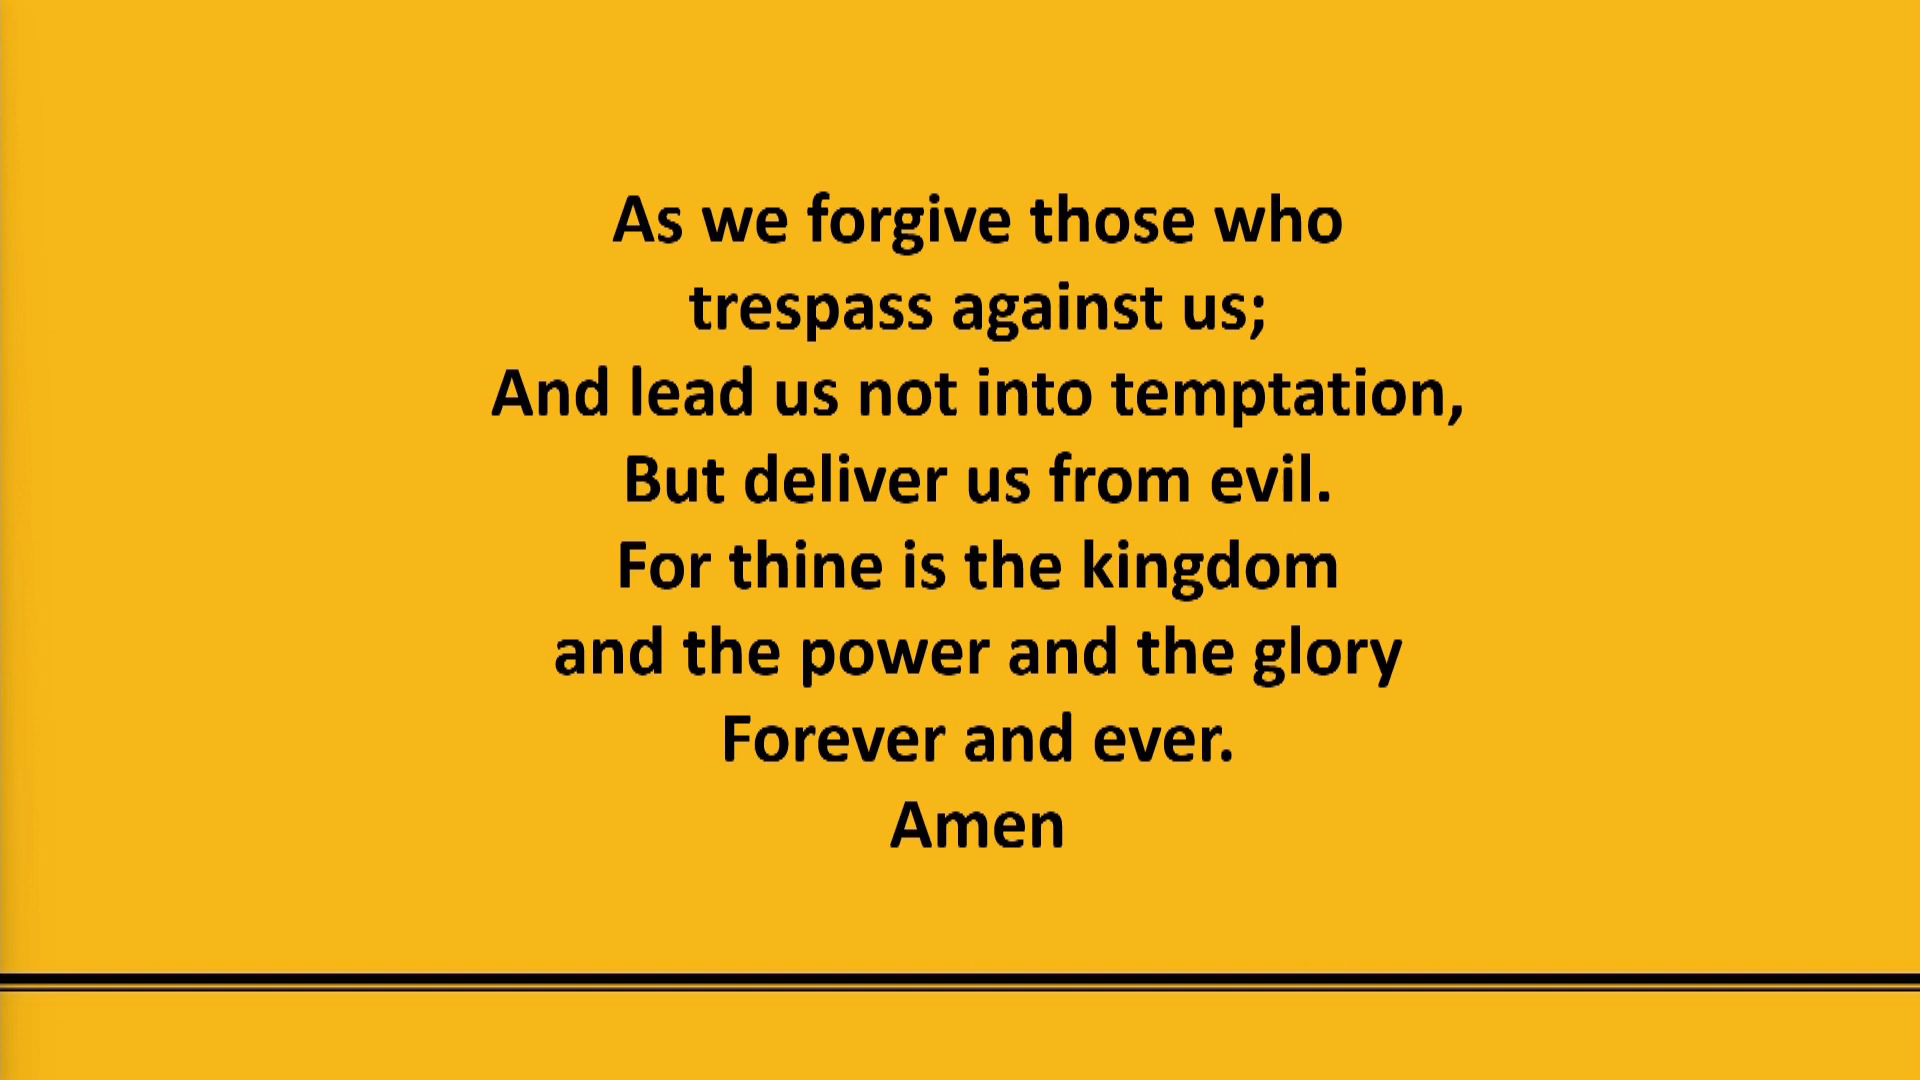 As we forgive those who
trespass against us;
And lead us not into temptation,
But deliver us from evil.
For thine is the kingdom
and the power and the glory
Forever and ever.
Amen